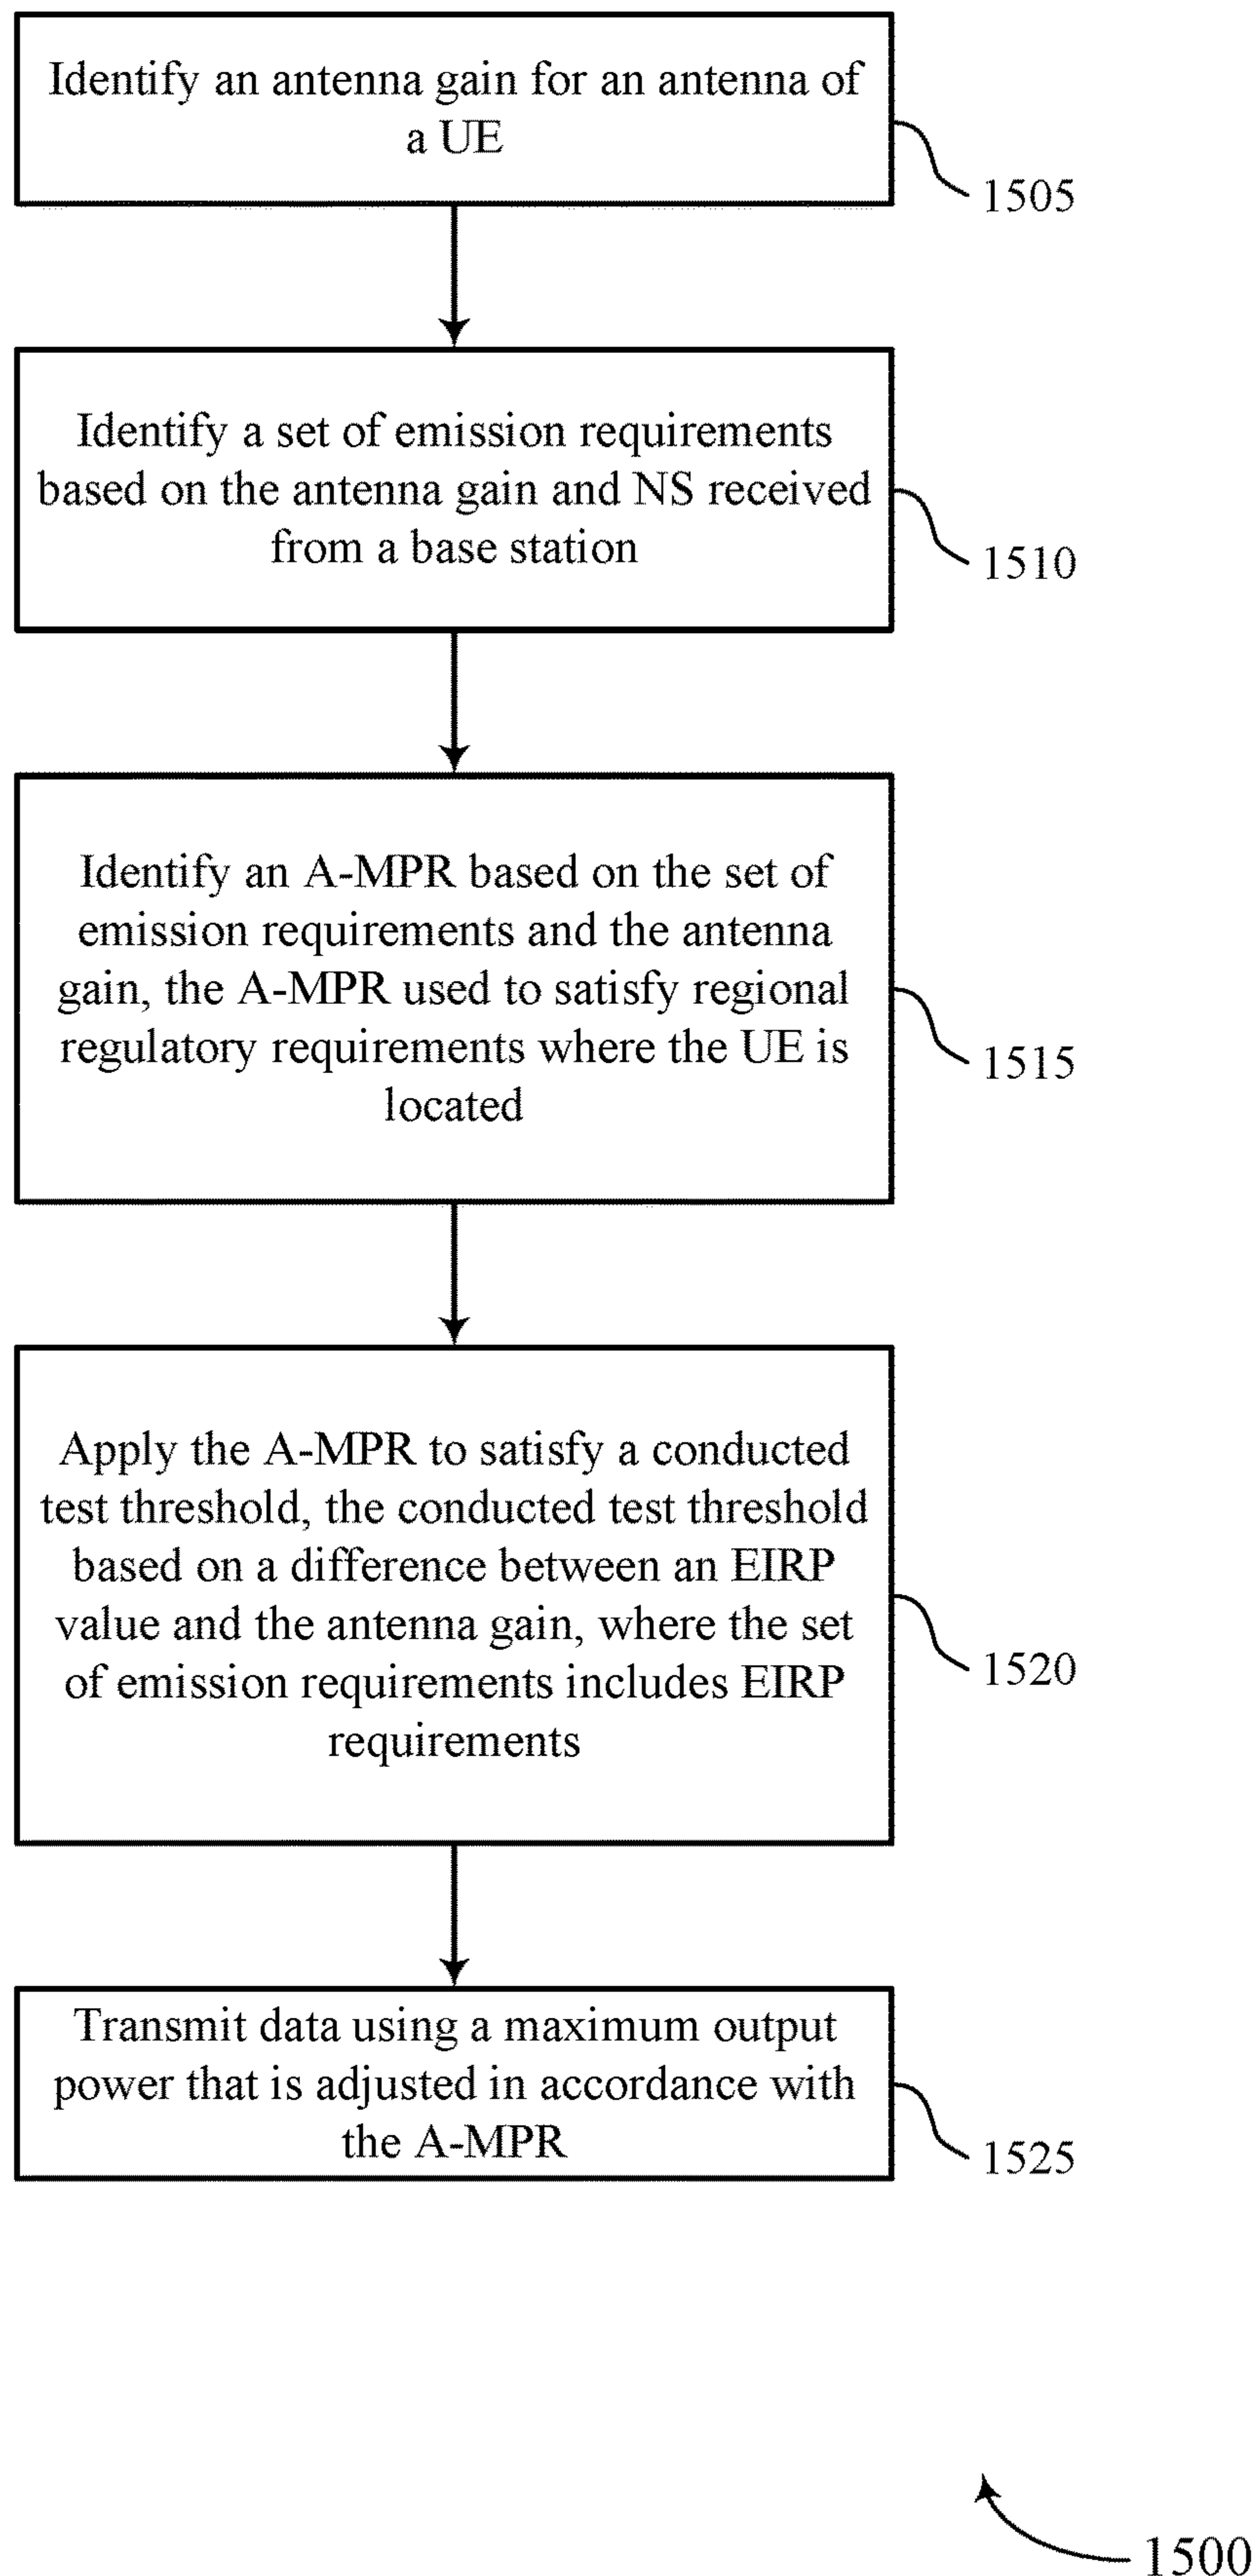 Identify an antenna gain for an antenna of
a UE
1505
Identify a set of emission requirements
based on the antenna gain and NS received
from a base station
1510
Identify an A-MPR based on the set of
emission requirements and the antenna
gain, the A-MPR used to satisfy regional
regulatory requirements where the UE is
located
1515
Apply the A-MPR to satisfy a conducted
test threshold, the conducted test threshold
based on a difference between an EIRP
value and the antenna gain, where the set
of emission requirements includes EIRP
requirements
1520
Transmit data using a maximum output
power that is adjusted in accordance with
the A-MPR
1525
1500